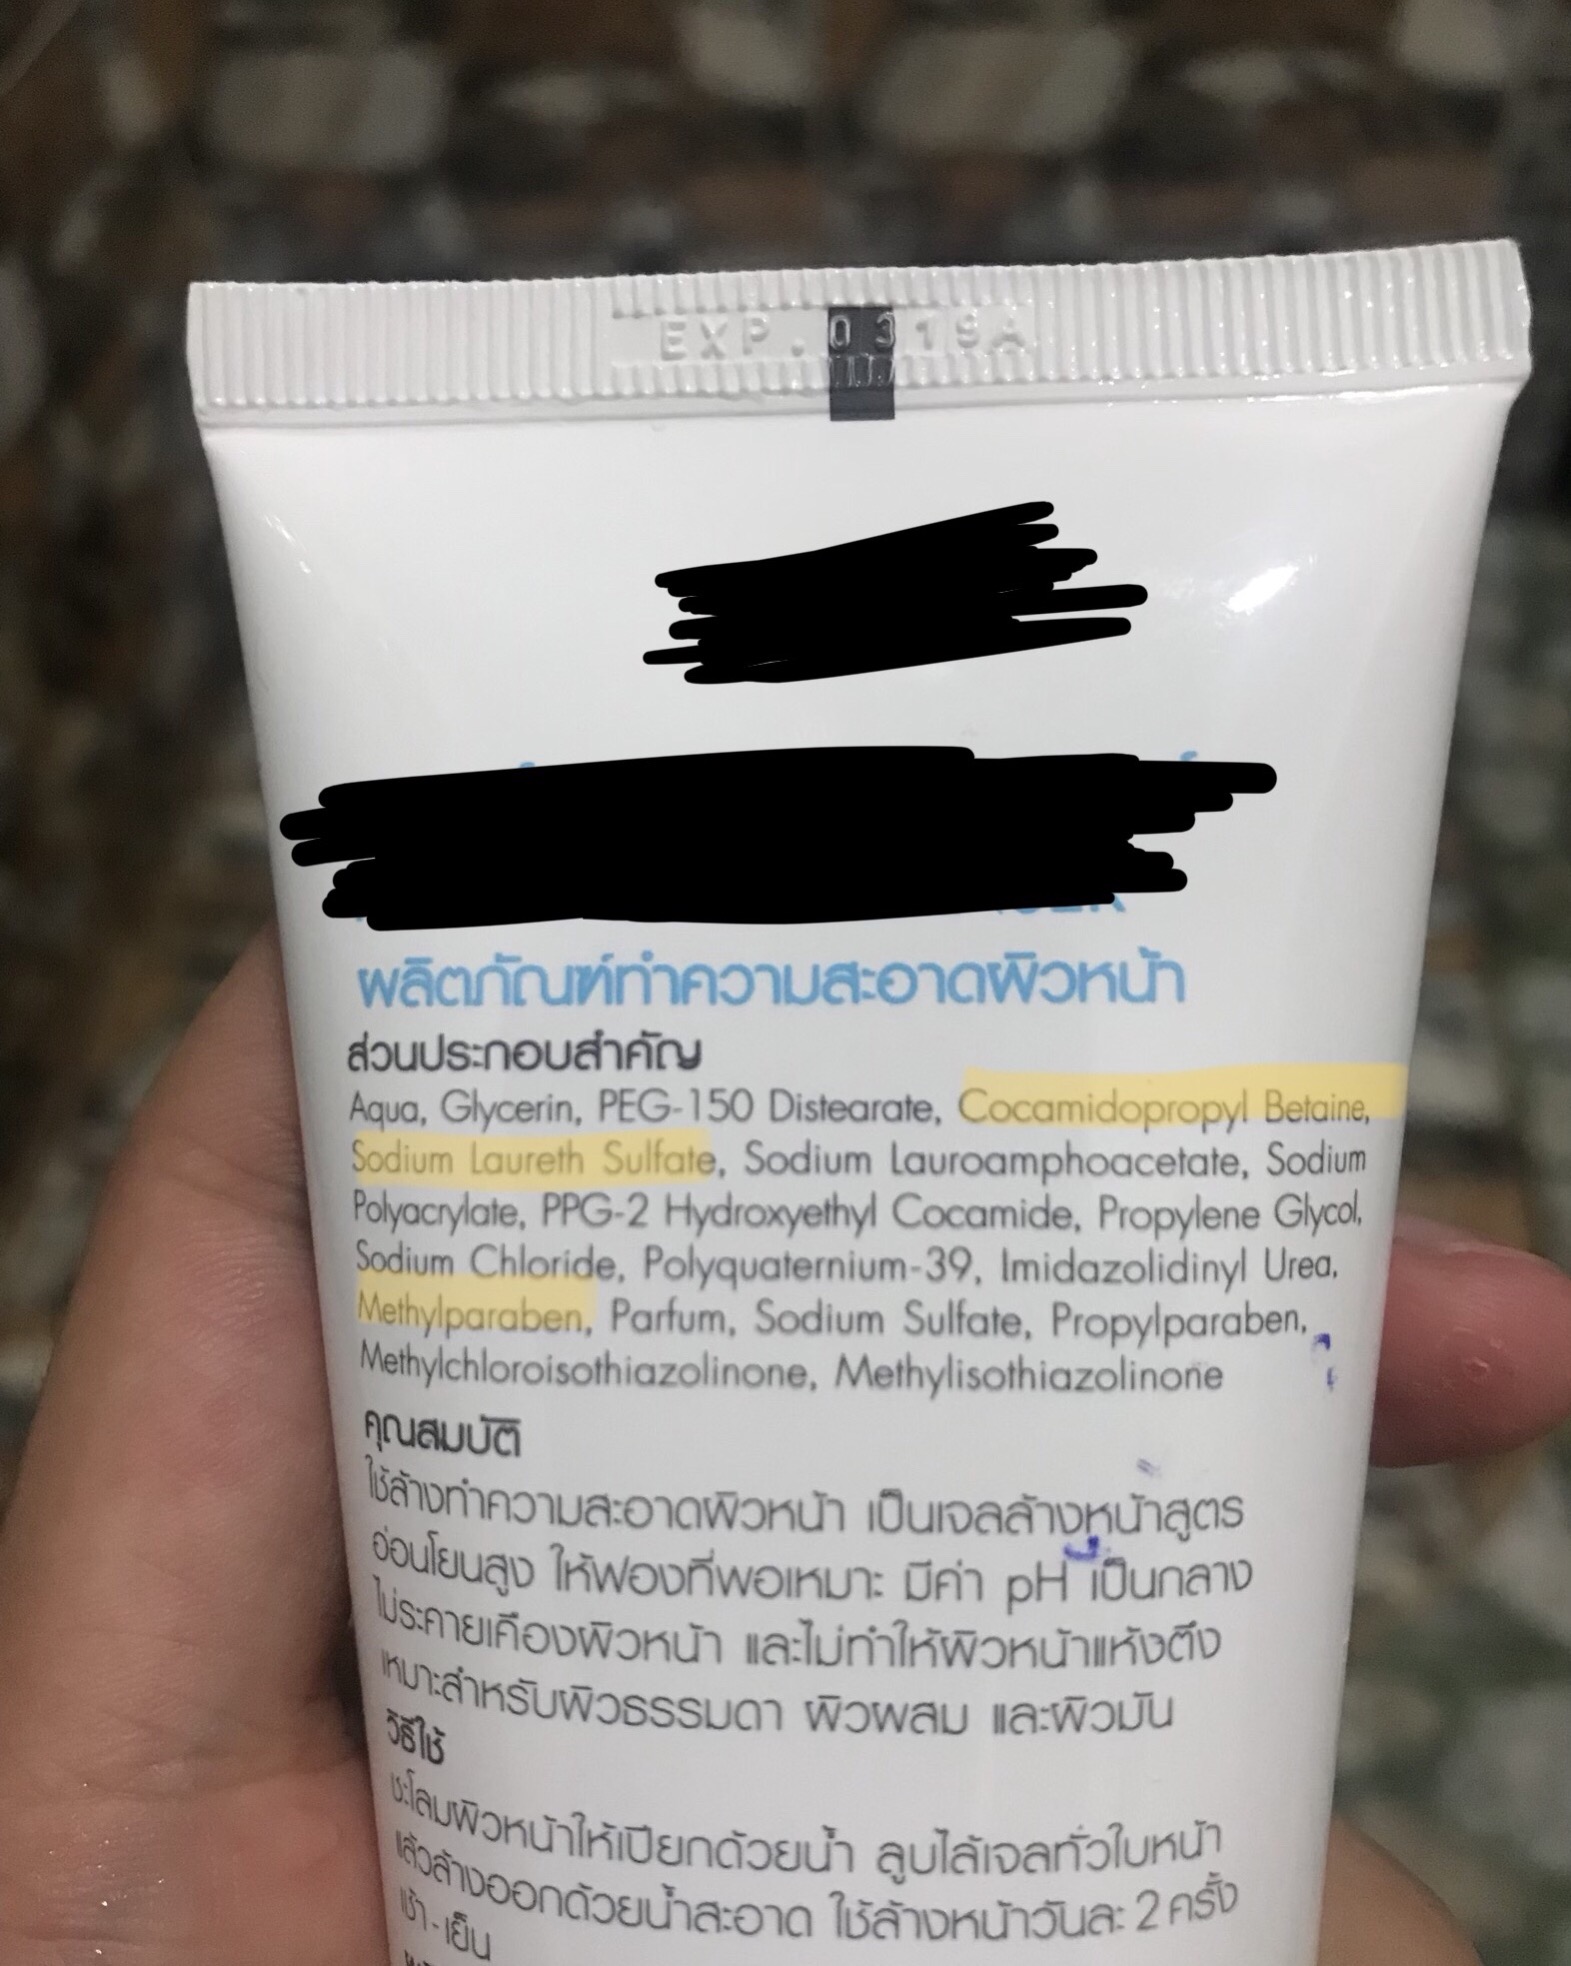 EXP. 0319A
ผลิตภัณฑ์ทำความสะอาดผิวหน้า
ส่วนประกอบสำคัญ
Aqua, Glycerin, PEG-150 Distearate, Cocamidopropyl Betaine,
Sodium Laureth Sulfate, Sodium Lauroamphoacetate, Sodium
Polyacrylate, PPG-2 Hydroxyethyl Cocamide, Propylene Glycol,
Sodium Chloride, Polyquaternium-39, Imidazolidinyl Urea,
Methylparaben, Parfum, Sodium Sulfate, Propylparaben,
Methylchloroisothiazolinone, Methylisothiazolinone
คุณสมบัติ
ใช้ล้างทำความสะอาดผิวหน้า เป็นเจลล้างหน้าสูตร
อ่อนโยนสูง ให้ฟองที่พอเหมาะ มีค่า pH เป็นกลาง
ไม่ระคายเคืองผิวหน้า และไม่ทำให้ผิวหน้าแห้งตึง
เหมาะสำหรับผิวธรรมดา ผิวผสม และผิวมัน
วิธีใช้
ชะโลมผิวหน้าให้เปียกด้วยน้ำ ลูบไล้เจลทั่วใบหน้า
แล้วล้างออกด้วยน้ำสะอาด ใช้ล้างหน้าวันละ 2 ครั้ง
เช้า - เย็น